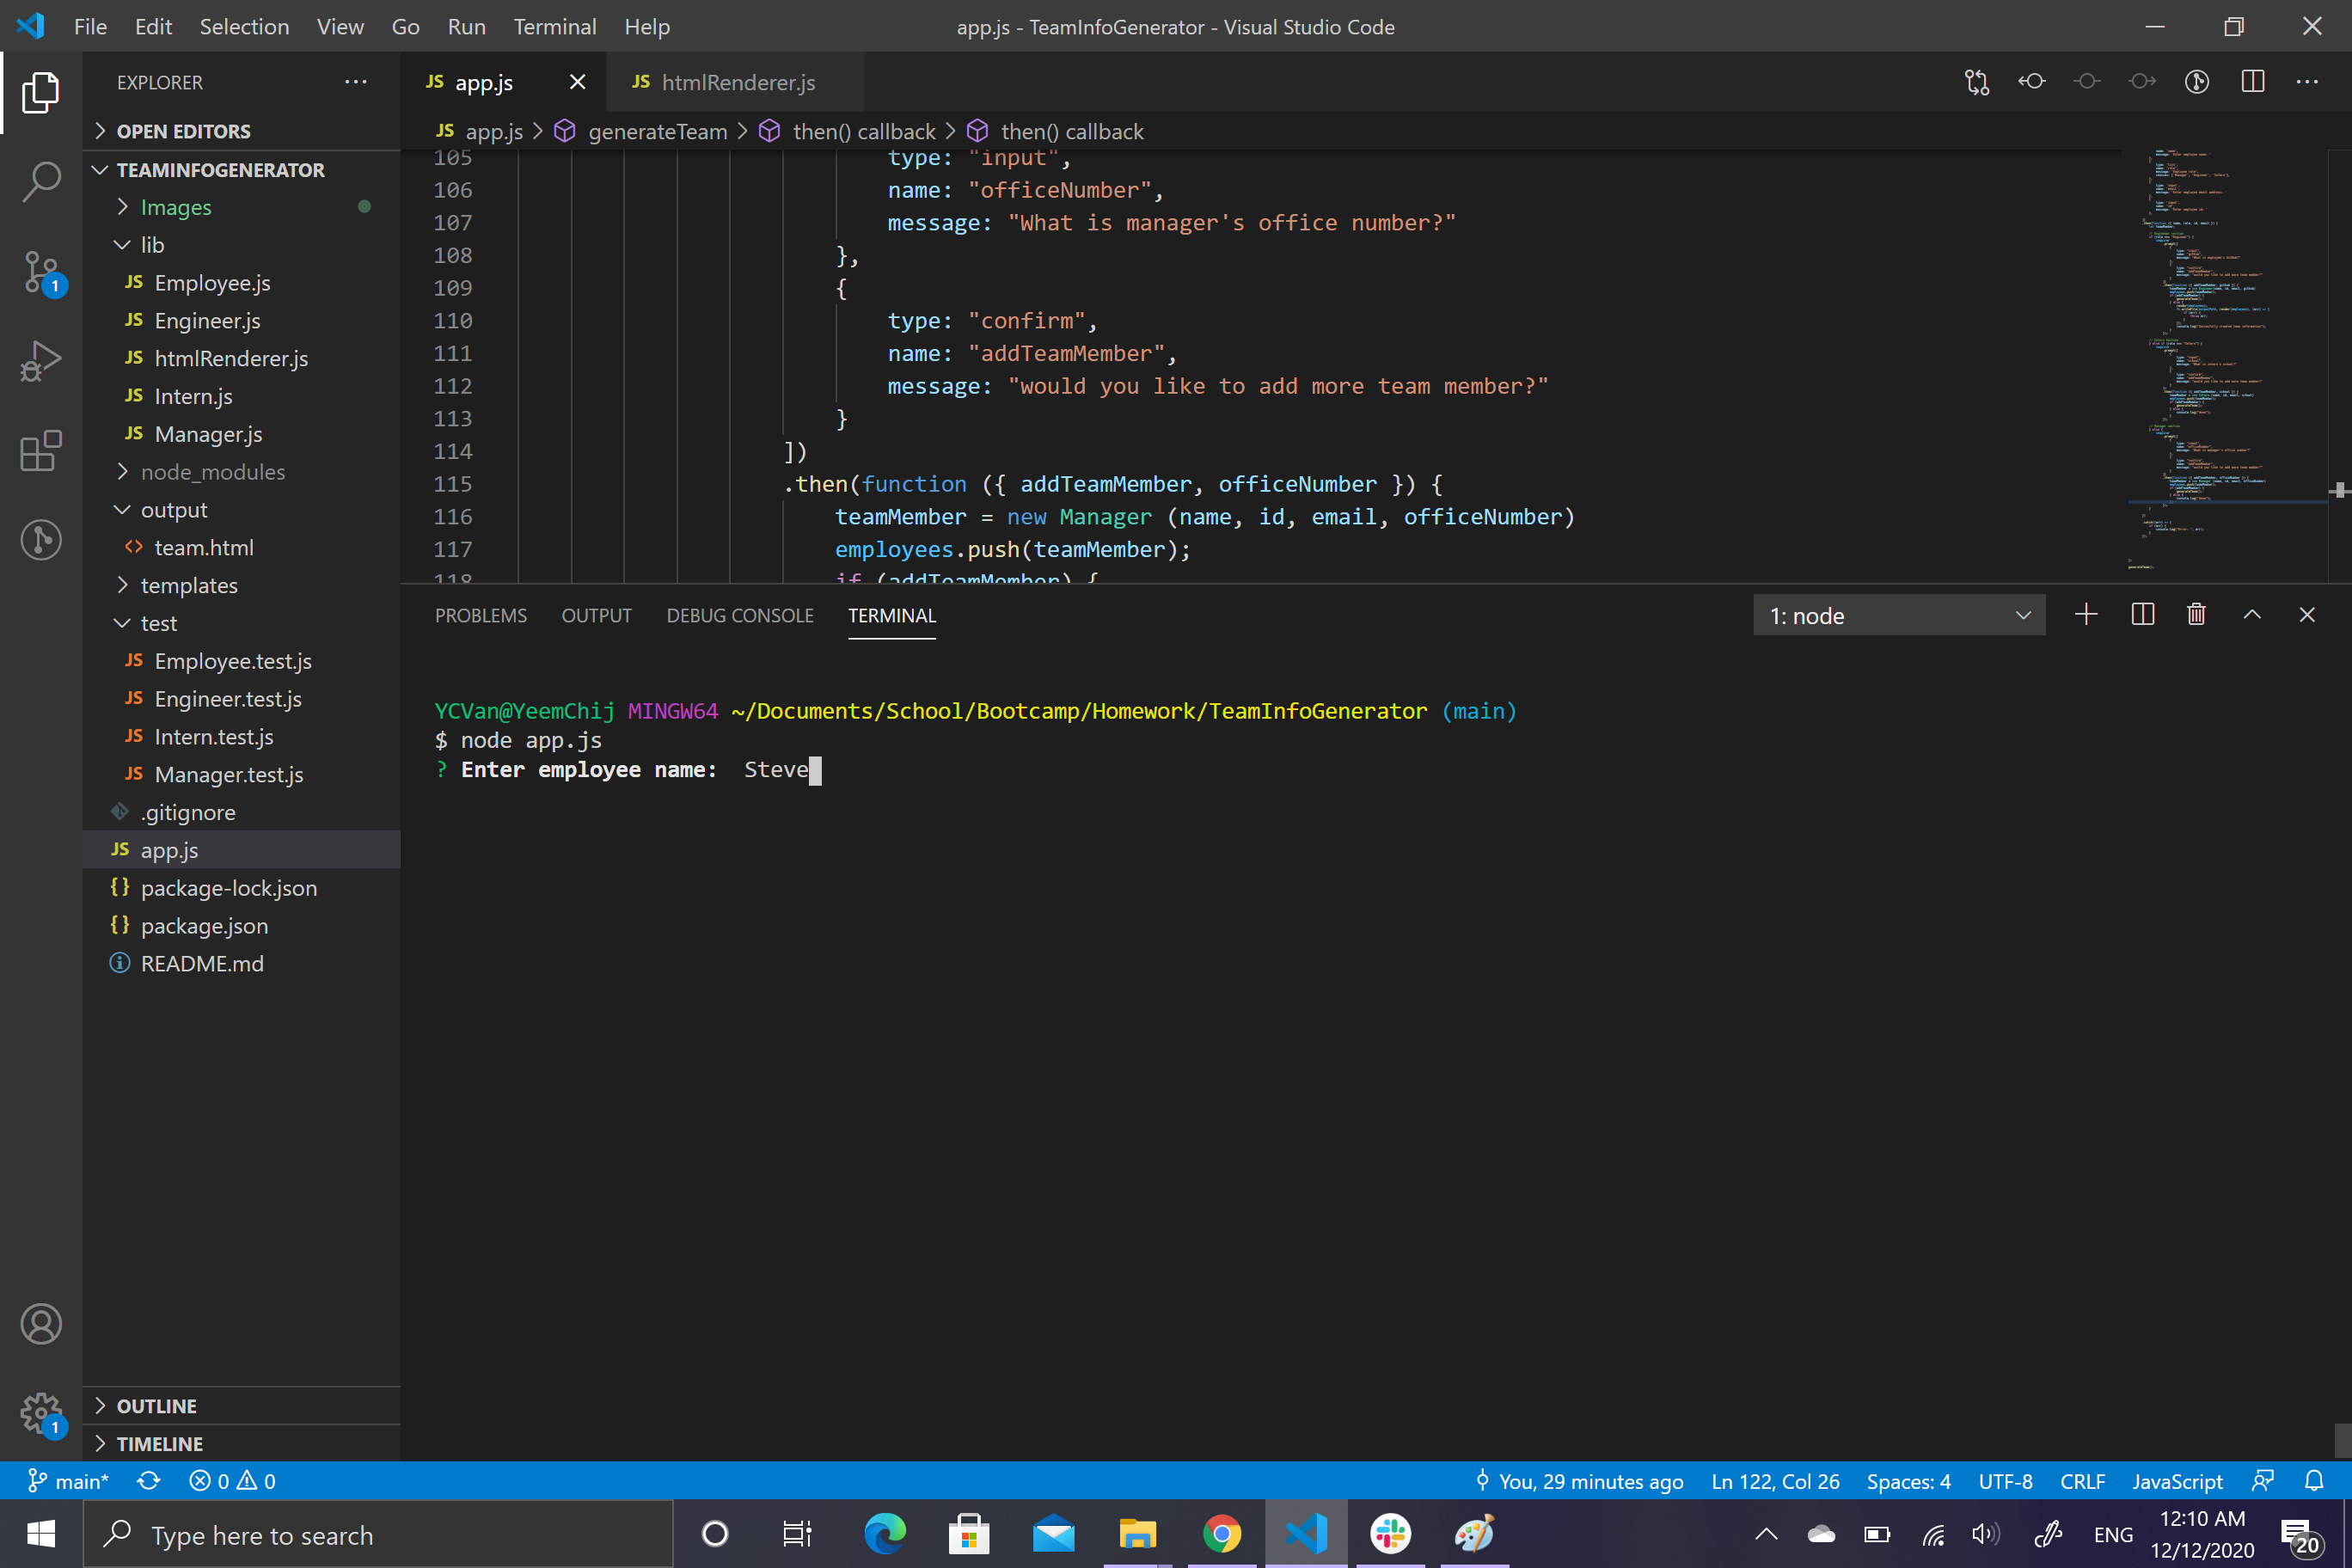 File Edit Selection View Go Run Terminal Help
app.js - TeamInfoGenerator - Visual Studio Code
EXPLORER
OPEN EDITORS
TEAMINFOGENERATOR
Images
lib
JS Employee.js
JS Engineer.js
JS htmlRenderer.js
JS Intern.js
JS Manager.js
node_modules
output
<> team.html
templates
test
JS Employee.test.js
JS Engineer.test.js
JS Intern.test.js
JS Manager.test.js
.gitignore
JS app.js
{} package-lock.json
{} package.json
README.md
OUTLINE
TIMELINE
1
1
JS app.js
JS htmlRenderer.js
JS app.js > generateTeam > then() callback > then() callback
105 type: "input",
106 name: "officeNumber",
107 message: "What is manager's office number?"
108 },
109 {
110 type: "confirm",
111 name: "addTeamMember",
112 message: "would you like to add more team member?"
113 }
114 ])
115 .then(function ({ addTeamMember, officeNumber }) {
116 teamMember = new Manager (name, id, email, officeNumber)
117 employees.push(teamMember);
118 if (addTeamMember) {
PROBLEMS OUTPUT DEBUG CONSOLE TERMINAL
1: node
YCVan@YeemChij MINGW64 ~/Documents/School/Bootcamp/Homework/TeamInfoGenerator (main)
$ node app.js
? Enter employee name:  Steve
main* 0 0
You, 29 minutes ago Ln 122, Col 26 Spaces: 4 UTF-8 CRLF JavaScript
Type here to search
ENG
12:10 AM
12/12/2020
20